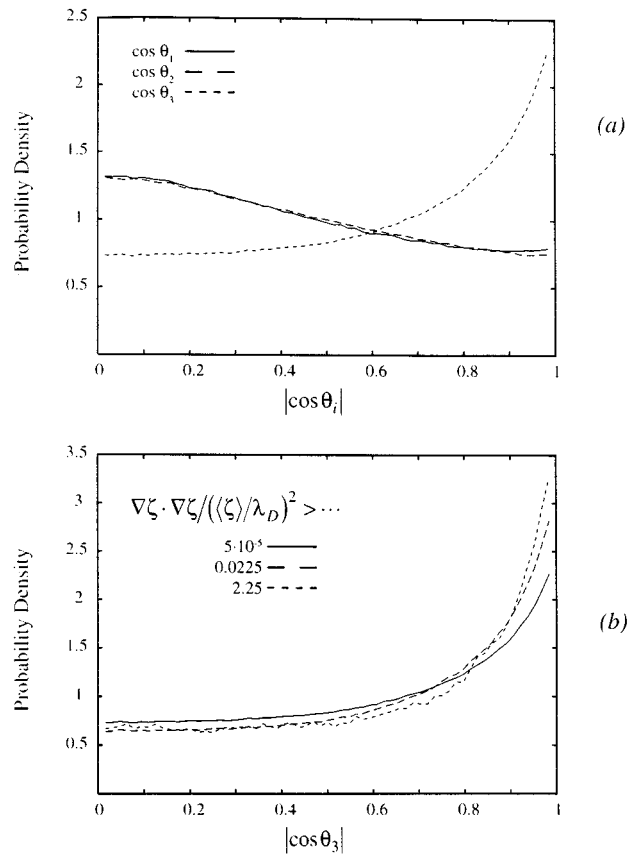 2.5
2
1.5
1
0.5
0
Probability Density
cos θ₁
cos θ₂
cos θ₃
(a)
0 0.2 0.4 0.6 0.8 1
|cos θᵢ|
3.5
3
2.5
2
1.5
1
0.5
0
Probability Density
∇ζ · ∇ζ/(⟨ζ⟩/λ_D)² > ···
5·10⁻⁵
0.0225
2.25
(b)
0 0.2 0.4 0.6 0.8 1
|cos θ₃|